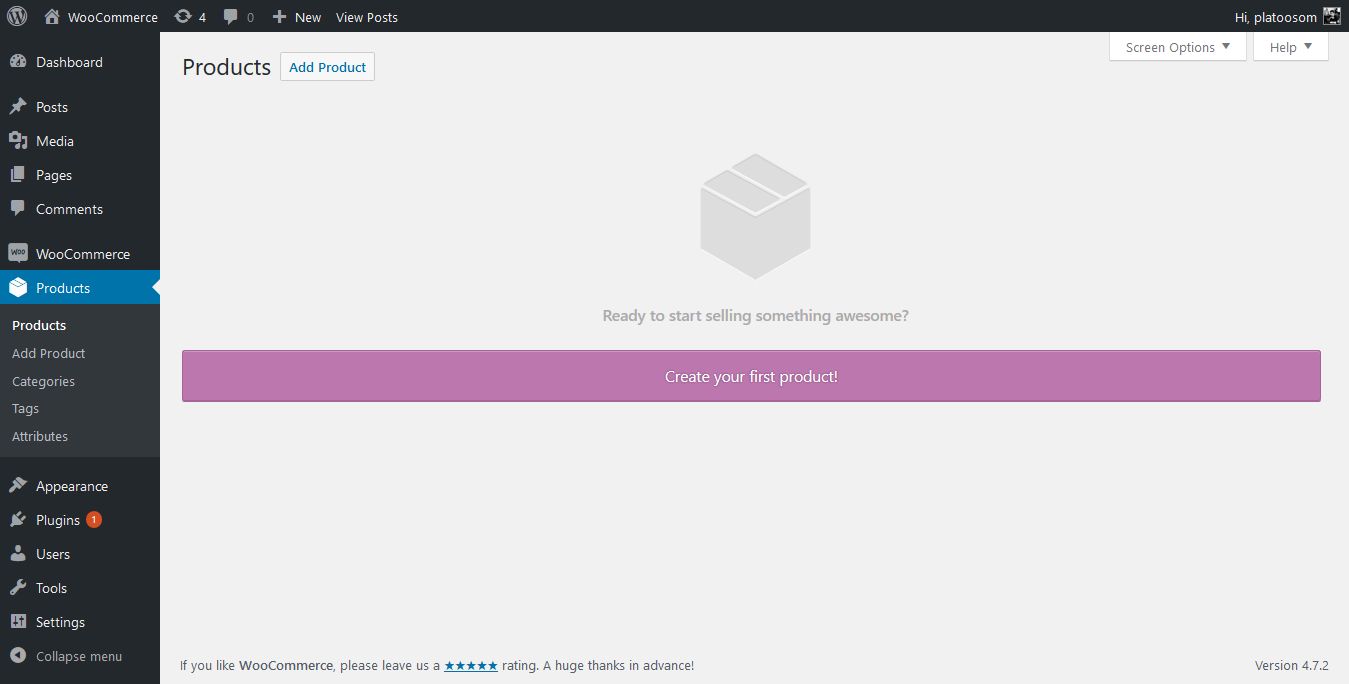 WooCommerce 4 0 New View Posts Hi, platoosom
Screen Options Help
Products Add Product
Dashboard
Posts
Media
Pages
Comments
WOO WooCommerce
Products
Products
Add Product
Categories
Tags
Attributes
Appearance
Plugins 1
Users
Tools
Settings
Collapse menu
Ready to start selling something awesome?
Create your first product!
If you like WooCommerce, please leave us a ★★★★★ rating. A huge thanks in advance! Version 4.7.2